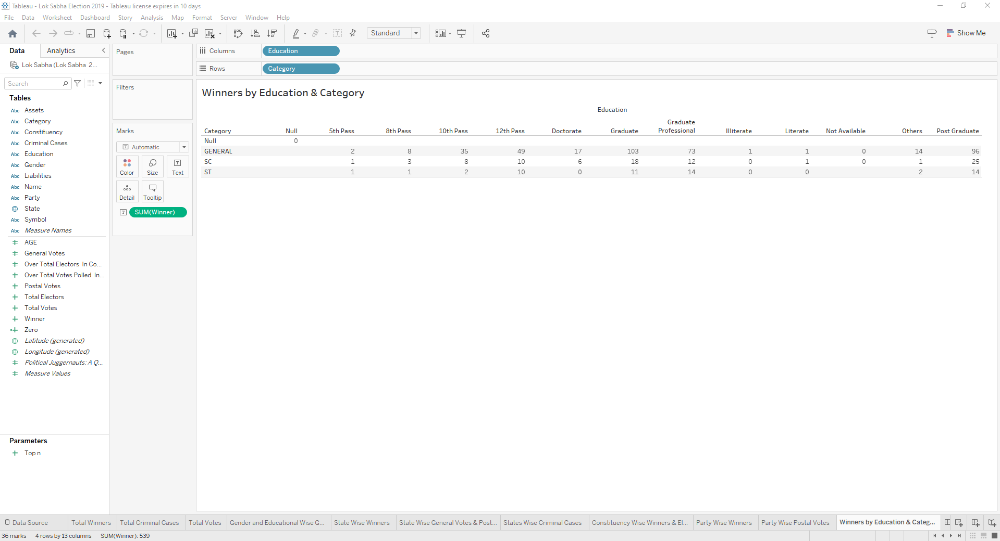 Tableau - Lok Sabha Election 2019 - Tableau license expires in 10 days
File Data Worksheet Dashboard Story Analysis Map Format Server Window Help
Standard
Show Me
Data Analytics
Lok Sabha (Lok Sabha 2...
Search
Tables
Abc Assets
Abc Category
Abc Constituency
Abc Criminal Cases
Abc Education
Abc Gender
Abc Liabilities
Abc Name
Abc Party
State
Abc Symbol
Abc Measure Names
# AGE
# General Votes
# Over Total Electors In Co...
# Over Total Votes Polled In...
# Postal Votes
# Total Electors
# Total Votes
# Winner
=# Zero
Latitude (generated)
Longitude (generated)
# Political Juggernauts: A Q...
# Measure Values
Parameters
# Top n
Pages
Filters
Marks
T Automatic
Color Size Text
Detail Tooltip
T SUM(Winner)
Columns Education
Rows Category
Winners by Education & Category
Education
Category Null 5th Pass 8th Pass 10th Pass 12th Pass Doctorate Graduate Graduate Professional Illiterate Literate Not Available Others Post Graduate
Null 0
GENERAL 2 8 35 49 17 103 73 1 1 0 14 96
SC 1 3 8 10 6 18 12 0 1 0 1 25
ST 1 1 2 10 0 11 14 0 0 2 14
Data Source Total Winners Total Criminal Cases Total Votes Gender and Educational Wise G... State Wise Winners State Wise General Votes & Post... States Wise Criminal Cases Constituency Wise Winners & El... Party Wise Winners Party Wise Postal Votes Winners by Education & Categ...
36 marks 4 rows by 13 columns SUM(Winner): 539